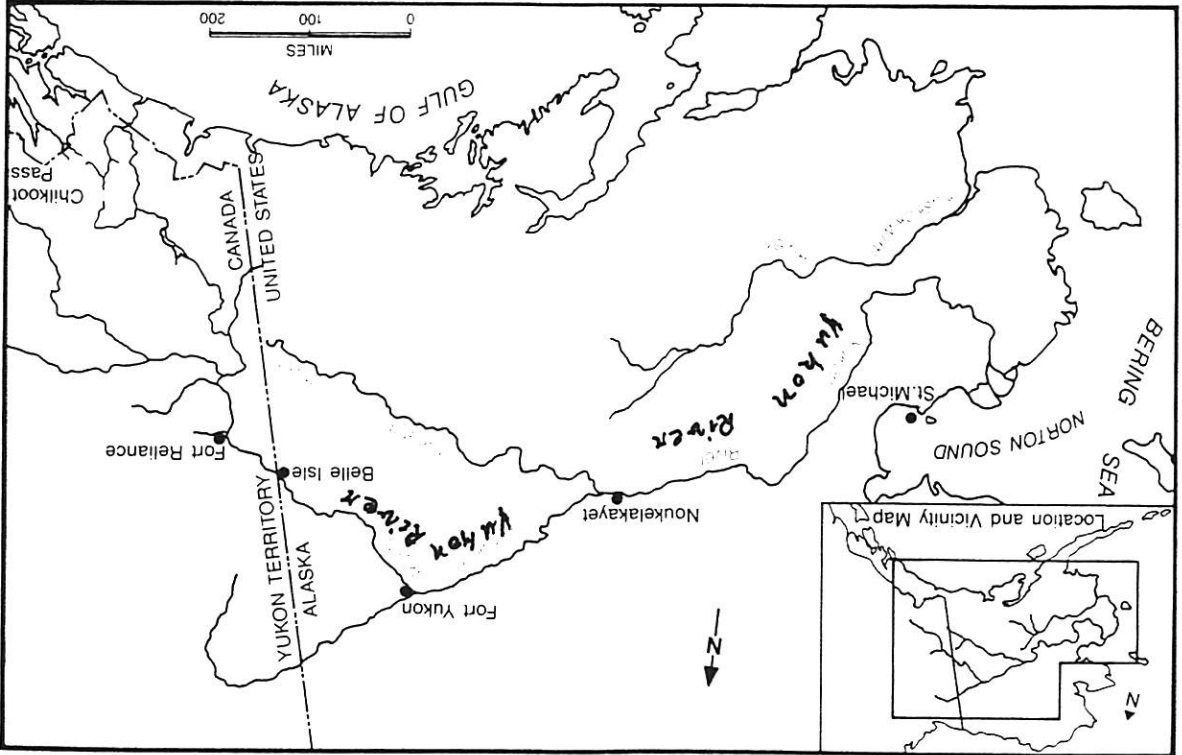 N
Location and Vicinity Map
N
Fort Yukon
ALASKA
YUKON TERRITORY
Yukon
River
Noukelakayet
Belle Isle
Fort Reliance
BERING
SEA
NORTON SOUND
St. Michael
River
Yukon
UNITED STATES
CANADA
Chilkoot
Pass
GULF OF ALASKA
MILES
0 100 200